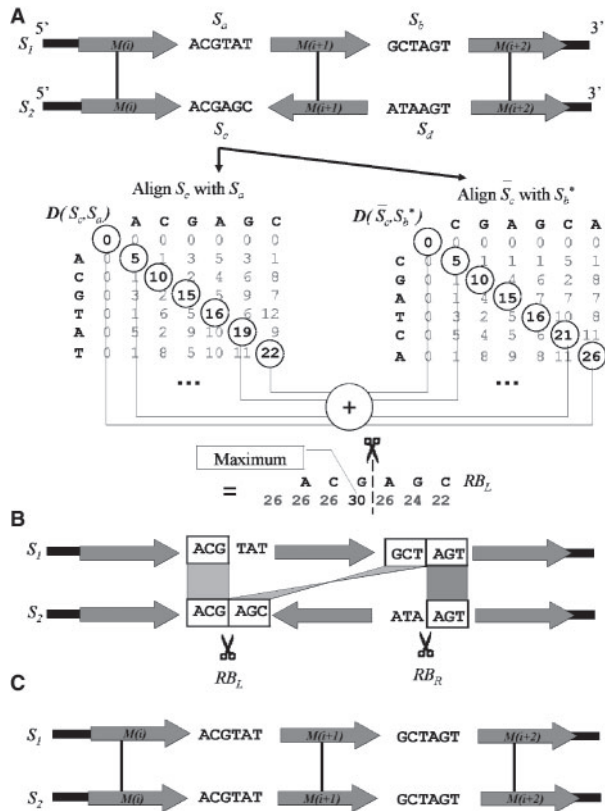 A
5' Sa Sb 3'
S1 M(i) ACGTAT M(i+1) GCTAGT M(i+2)
5' 3'
S2 M(i) ACGAGC M(i+1) ATAAGT M(i+2)
Sc Sd
Align Sc with Sa Align S̄c with Sb*
D(Sc,Sa) A C G A G C D(S̄c,Sb*) C G A G C A
0 0 0 0 0 0 0 0 0 0 0 0 0 0
A 0 5 1 3 5 3 1 C 0 5 1 1 1 5 1
C 0 1 10 2 4 6 8 G 0 1 10 4 6 2 8
G 0 3 2 15 5 9 7 A 0 1 4 15 7 7 7
T 0 1 6 5 16 6 12 T 0 3 5 16 10 8
A 0 5 2 9 10 19 9 C 0 5 4 21 11
T 0 1 8 5 10 11 22 A 0 1 8 8 11 26
... ...
+
Maximum
A C G A G C RBL
= 26 26 26 30 26 24 22
B
S1 ACG TAT GCT AGT
S2 ACG AGC ATA AGT
RBL RBR
C
S1 M(i) ACGTAT M(i+1) GCTAGT M(i+2)
S2 M(i) ACGTAT M(i+1) GCTAGT M(i+2)